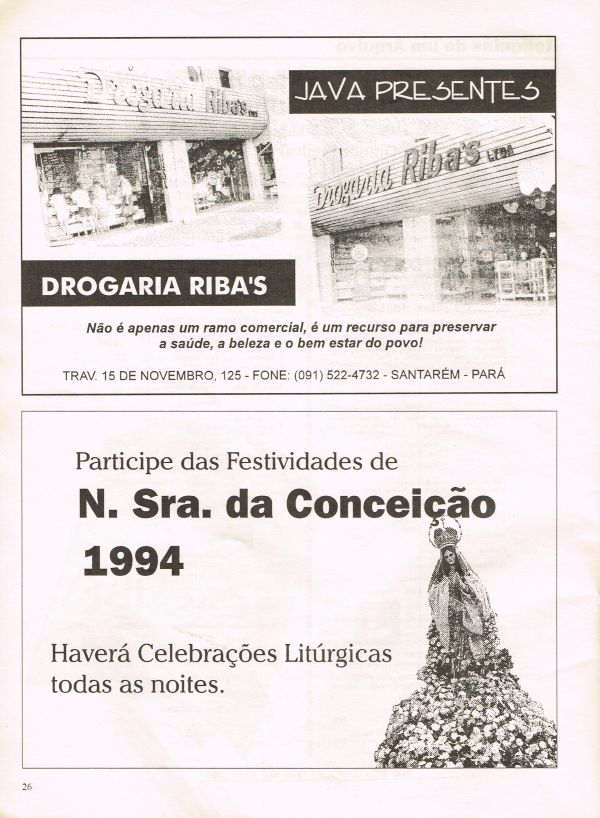 Drogaria Riba's LTDA
JAVA PRESENTES
Drogaria Riba's LTDA
DROGARIA RIBA'S
Não é apenas um ramo comercial, é um recurso para preservar
a saúde, a beleza e o bem estar do povo!
TRAV. 15 DE NOVEMBRO, 125 - FONE: (091) 522-4732 - SANTARÉM - PARÁ
Participe das Festividades de
N. Sra. da Conceição
1994
Haverá Celebrações Litúrgicas
todas as noites.
26